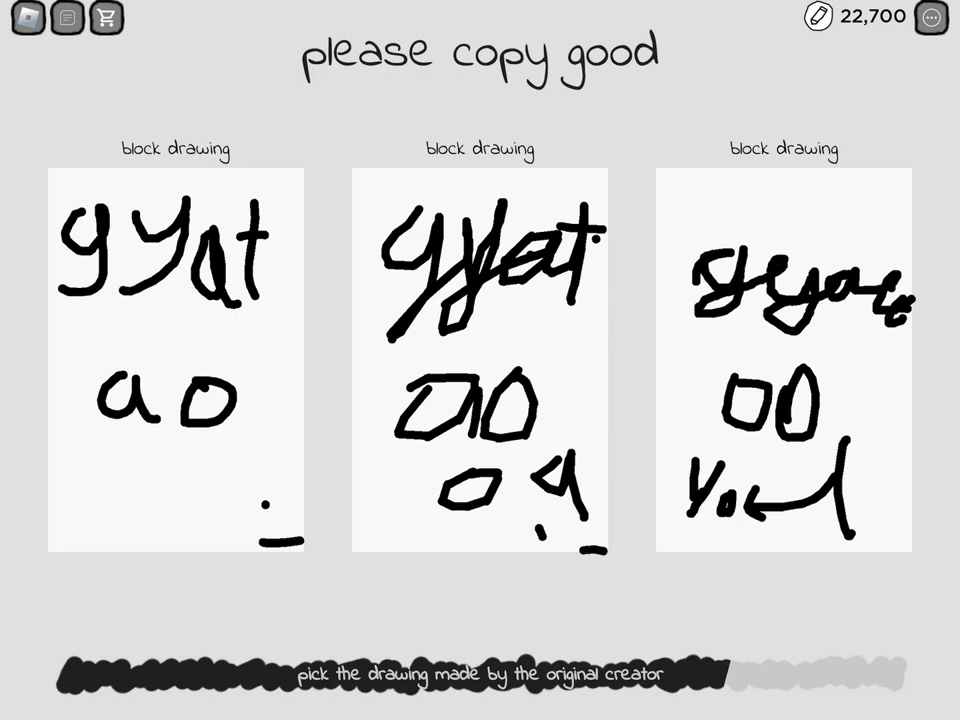 22,700
please copy good
block drawing
block drawing
block drawing
gyat
gyat
ao
ao
pick the drawing made by the original creator